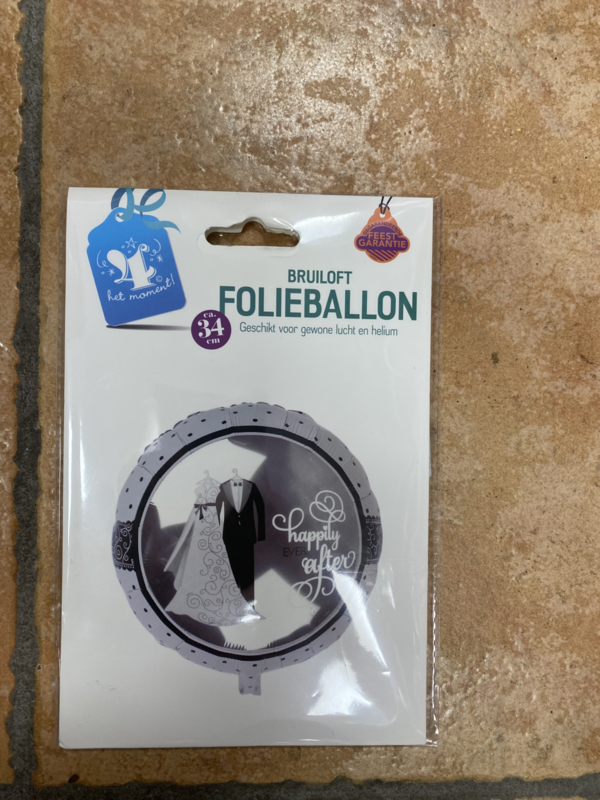 4
©
het moment!
FEEST
GARANTIE
BRUILOFT
FOLIEBALLON
ca.
34
cm
Geschikt voor gewone lucht en helium
happily
EVER
after